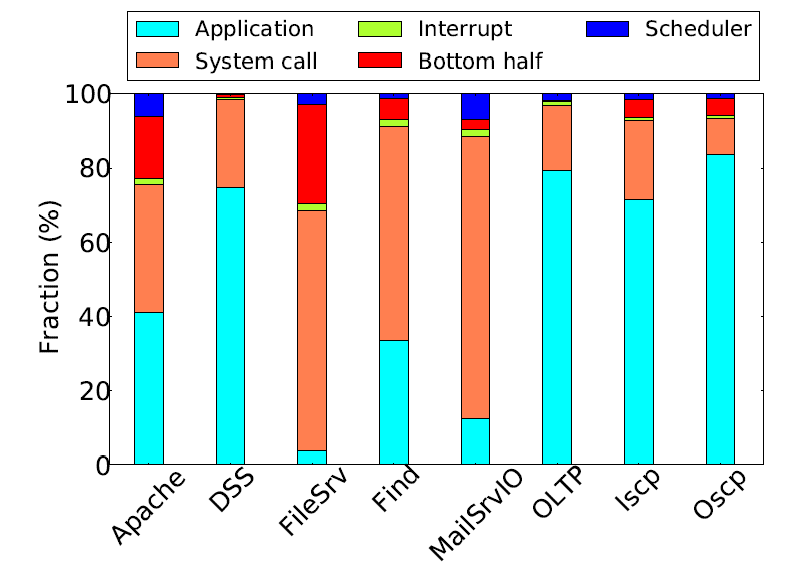 Application Interrupt Scheduler
System call Bottom half
100
80
60
40
20
0
Fraction (%)
Apache DSS FileSrv Find MailSrvIO OLTP Iscp Oscp